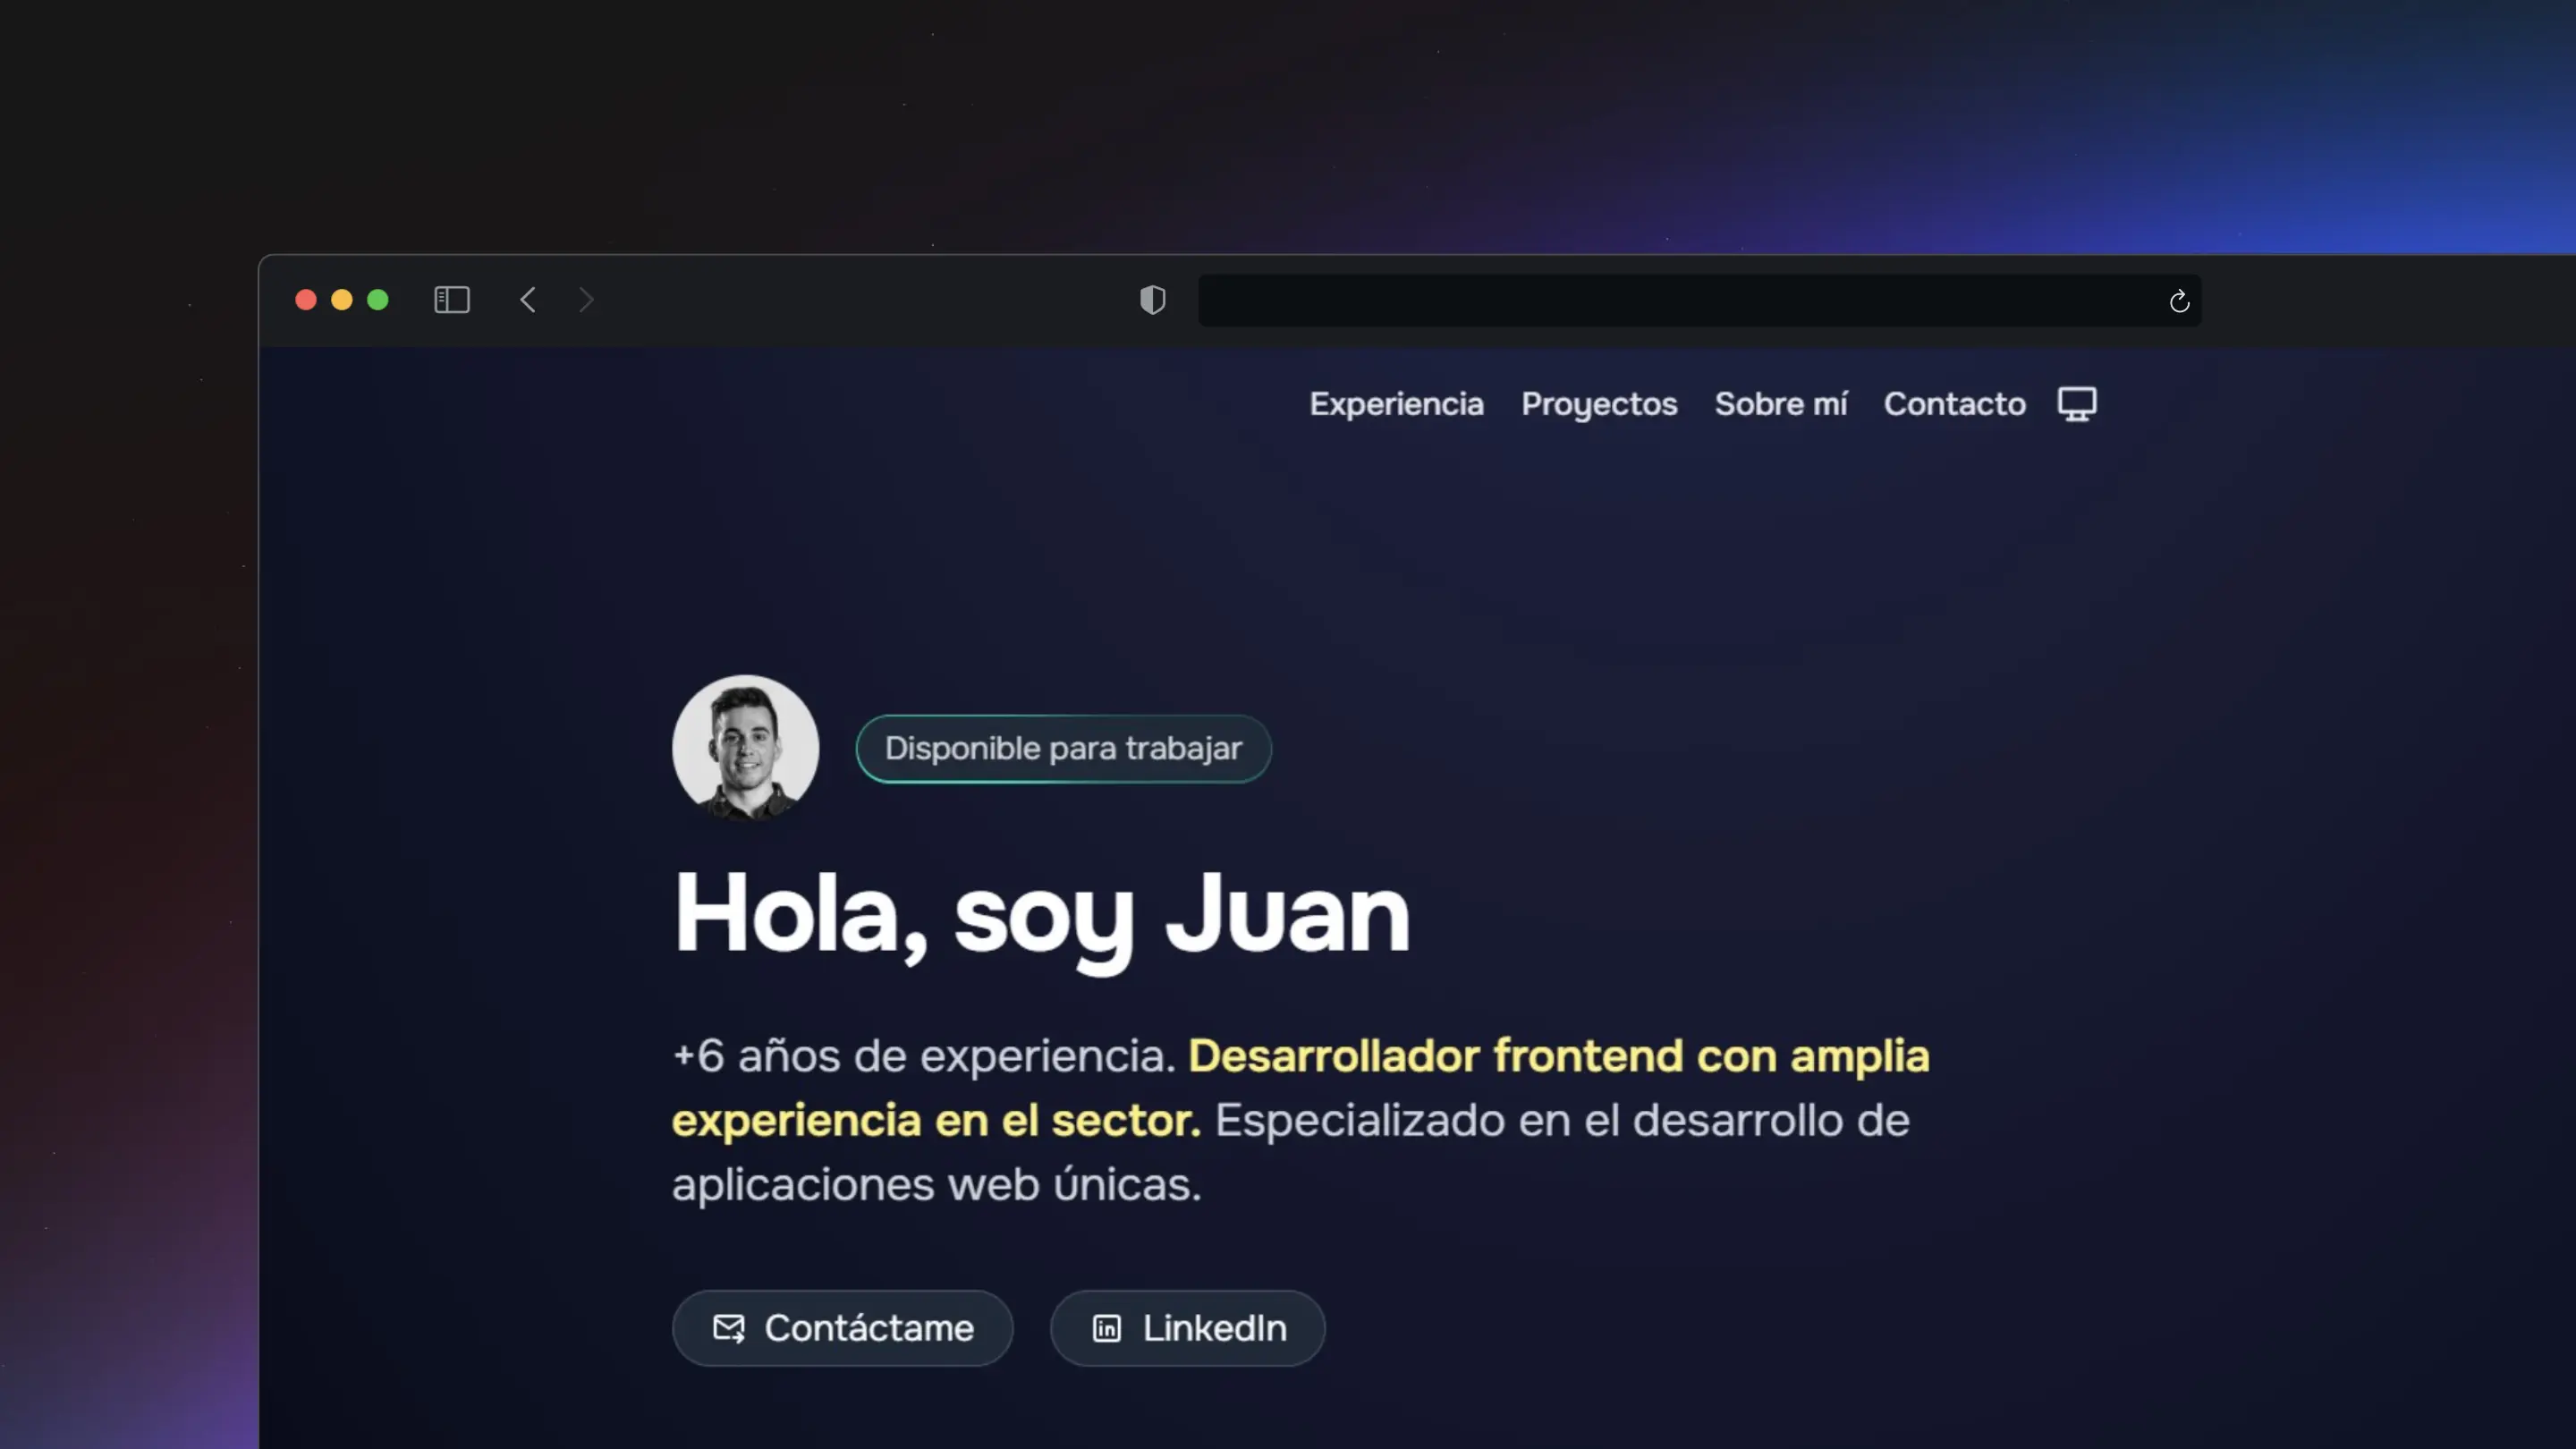 Experiencia Proyectos Sobre mí Contacto
Disponible para trabajar
Hola, soy Juan
+6 años de experiencia. Desarrollador frontend con amplia
experiencia en el sector. Especializado en el desarrollo de
aplicaciones web únicas.
Contáctame LinkedIn